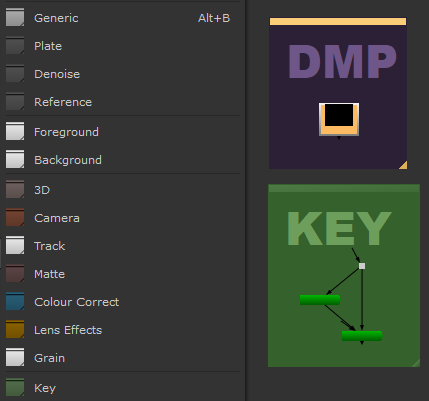 Generic Alt+B
Plate
Denoise
Reference
Foreground
Background
3D
Camera
Track
Matte
Colour Correct
Lens Effects
Grain
Key
DMP
KEY